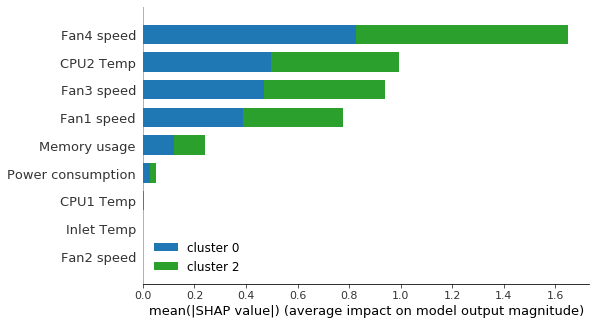 Fan4 speed
CPU2 Temp
Fan3 speed
Fan1 speed
Memory usage
Power consumption
CPU1 Temp
Inlet Temp
Fan2 speed
cluster 0
cluster 2
0.0 0.2 0.4 0.6 0.8 1.0 1.2 1.4 1.6
mean(|SHAP value|) (average impact on model output magnitude)